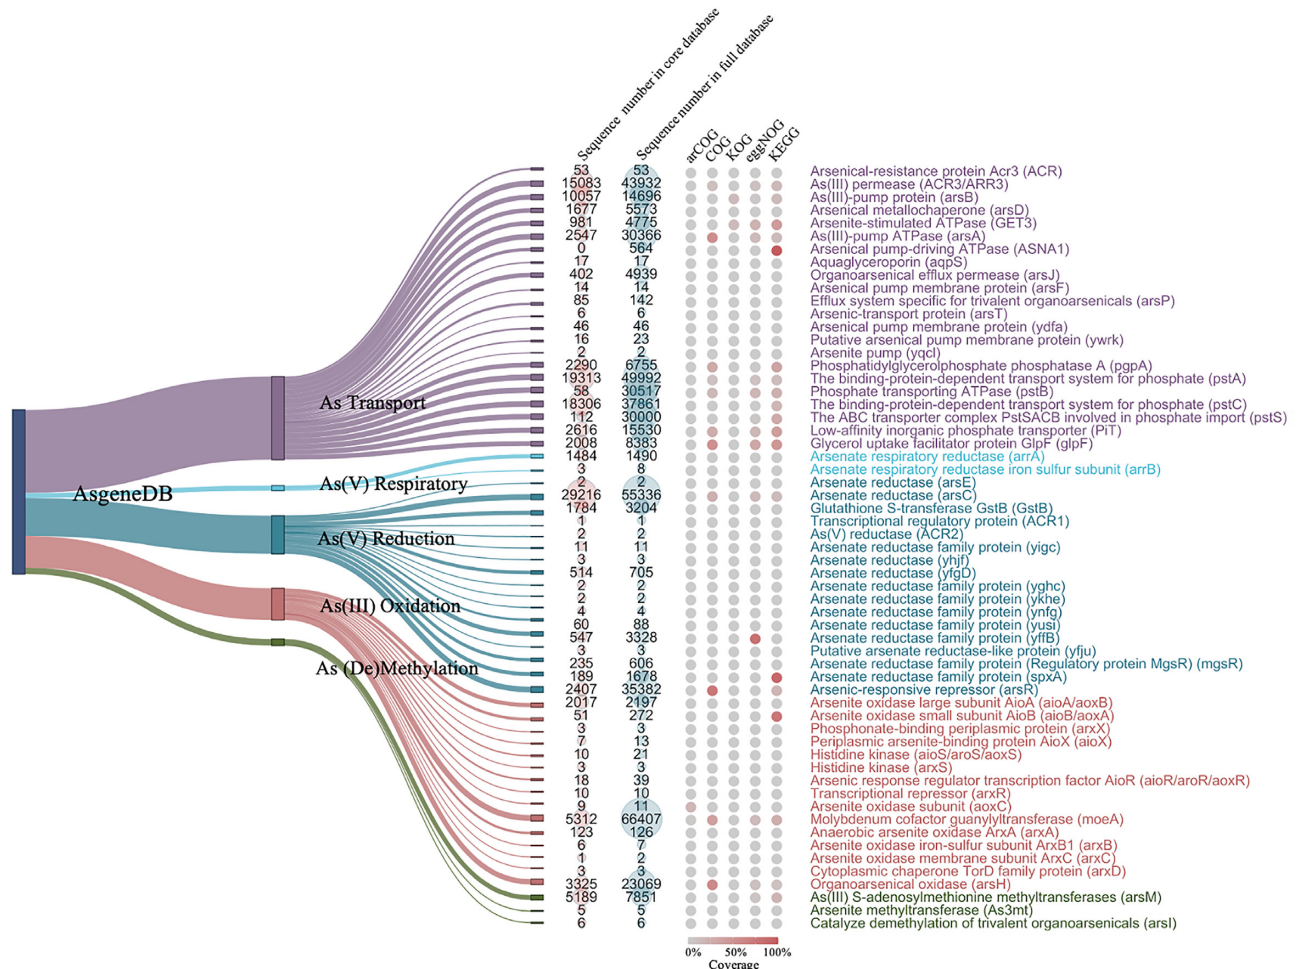 Sequence number in core database
Sequence number in full database
arCOG
COG
KOG
eggNOG
KEGG
53 53 Arsenical-resistance protein Acr3 (ACR)
15083 43932 As(III) permease (ACR3/ARR3)
10057 14696 As(III)-pump protein (arsB)
1677 5573 Arsenical metallochaperone (arsD)
981 4775 Arsenite-stimulated ATPase (GET3)
2547 30366 As(III)-pump ATPase (arsA)
0 564 Arsenical pump-driving ATPase (ASNA1)
17 17 Aquaglyceroporin (aqpS)
402 4939 Organoarsenical efflux permease (arsJ)
14 14 Arsenical pump membrane protein (arsF)
85 142 Efflux system specific for trivalent organoarsenicals (arsP)
6 6 Arsenic-transport protein (arsT)
46 46 Arsenical pump membrane protein (ydfa)
16 23 Putative arsenical pump membrane protein (ywrk)
2 2 Arsenite pump (yqcl)
2290 6755 Phosphatidylglycerolphosphate phosphatase A (pgpA)
19313 49992 The binding-protein-dependent transport system for phosphate (pstA)
58 30517 Phosphate transporting ATPase (pstB)
As Transport
18306 37861 The binding-protein-dependent transport system for phosphate (pstC)
112 30000 The ABC transporter complex PstSACB involved in phosphate import (pstS)
2616 15530 Low-affinity inorganic phosphate transporter (PiT)
2008 8383 Glycerol uptake facilitator protein GlpF (glpF)
1484 1490 Arsenate respiratory reductase (arrA)
3 8 Arsenate respiratory reductase iron sulfur subunit (arrB)
As(V) Respiratory
2 2 Arsenate reductase (arsE)
AsgeneDB
29216 55336 Arsenate reductase (arsC)
1784 3204 Glutathione S-transferase GstB (GstB)
1 1 Transcriptional regulatory protein (ACR1)
2 2 As(V) reductase (ACR2)
As(V) Reduction
11 11 Arsenate reductase family protein (yigc)
3 3 Arsenate reductase (yhjf)
514 705 Arsenate reductase (yfgD)
2 2 Arsenate reductase family protein (yghc)
2 2 Arsenate reductase family protein (ykhe)
As(III) Oxidation
4 4 Arsenate reductase family protein (ynfg)
60 88 Arsenate reductase family protein (yusi)
547 3328 Arsenate reductase family protein (yffB)
3 3 Putative arsenate reductase-like protein (yfju)
235 606 Arsenate reductase family protein (Regulatory protein MgsR) (mgsR)
As (De)Methylation
189 1678 Arsenate reductase family protein (spxA)
2407 35382 Arsenic-responsive repressor (arsR)
2017 2197 Arsenite oxidase large subunit AioA (aioA/aoxB)
51 272 Arsenite oxidase small subunit AioB (aioB/aoxA)
3 3 Phosphonate-binding periplasmic protein (arxX)
7 13 Periplasmic arsenite-binding protein AioX (aioX)
10 21 Histidine kinase (aioS/aroS/aoxS)
3 3 Histidine kinase (arxS)
18 39 Arsenic response regulator transcription factor AioR (aioR/aroR/aoxR)
10 10 Transcriptional repressor (arxR)
9 11 Arsenite oxidase subunit (aoxC)
5312 66407 Molybdenum cofactor guanylyltransferase (moeA)
123 126 Anaerobic arsenite oxidase ArxA (arxA)
6 7 Arsenite oxidase iron-sulfur subunit ArxB1 (arxB)
1 2 Arsenite oxidase membrane subunit ArxC (arxC)
3 3 Cytoplasmic chaperone TorD family protein (arxD)
3325 23069 Organoarsenical oxidase (arsH)
5189 7851 As(III) S-adenosylmethionine methyltransferases (arsM)
5 5 Arsenite methyltransferase (As3mt)
6 6 Catalyze demethylation of trivalent organoarsenicals (arsI)
0% 50% 100%
Coverage